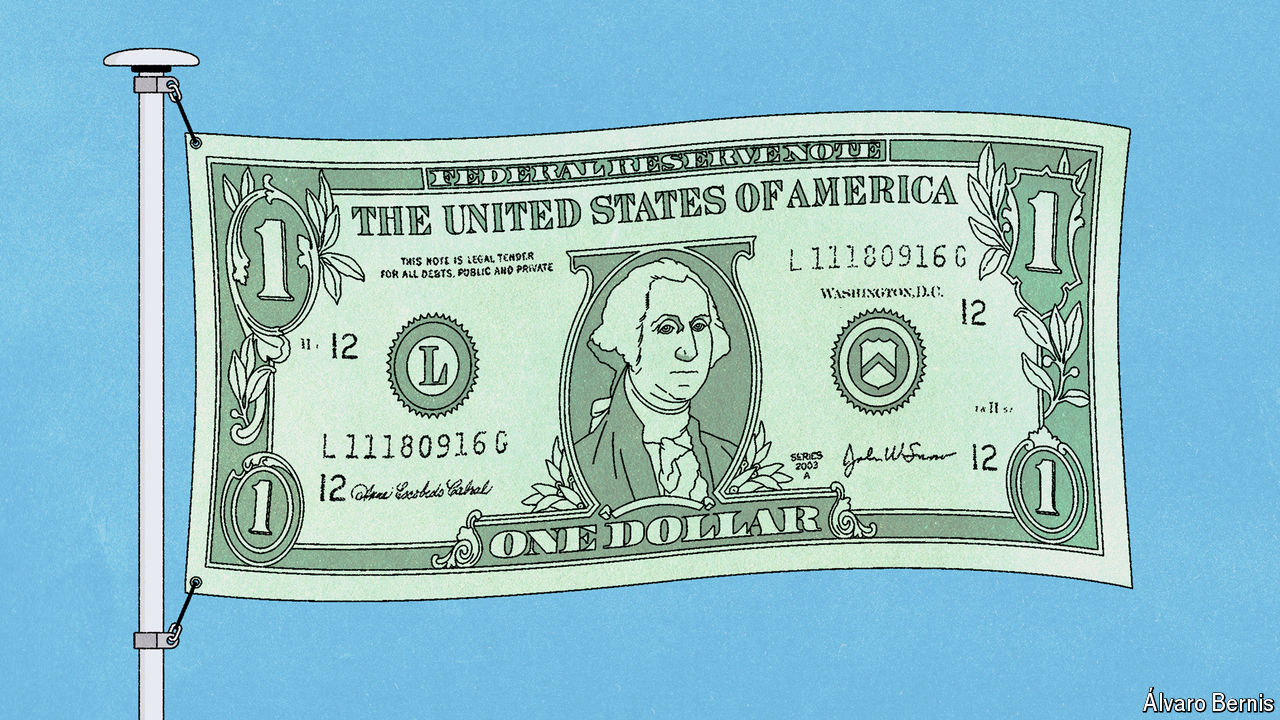 FEDERAL RESERVE NOTE
THE UNITED STATES OF AMERICA
1
1
THIS NOTE IS LEGAL TENDER
FOR ALL DEBTS, PUBLIC AND PRIVATE
L 11180916 G
WASHINGTON, D.C.
12
12
L
L 11180916 G
12
Anna Escobedo Cabral
SERIES
2003
A
John W Snow
12
1
1
ONE DOLLAR
Álvaro Bernis